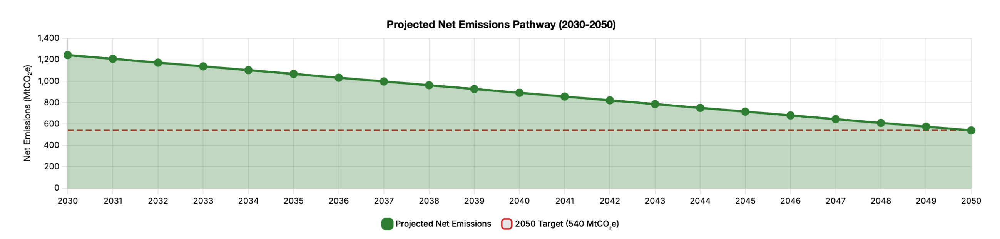 Projected Net Emissions Pathway (2030-2050)
Net Emissions (MtCO₂e)
1,400
1,200
1,000
800
600
400
200
0
2030 2031 2032 2033 2034 2035 2036 2037 2038 2039 2040 2041 2042 2043 2044 2045 2046 2047 2048 2049 2050
Projected Net Emissions 2050 Target (540 MtCO₂e)